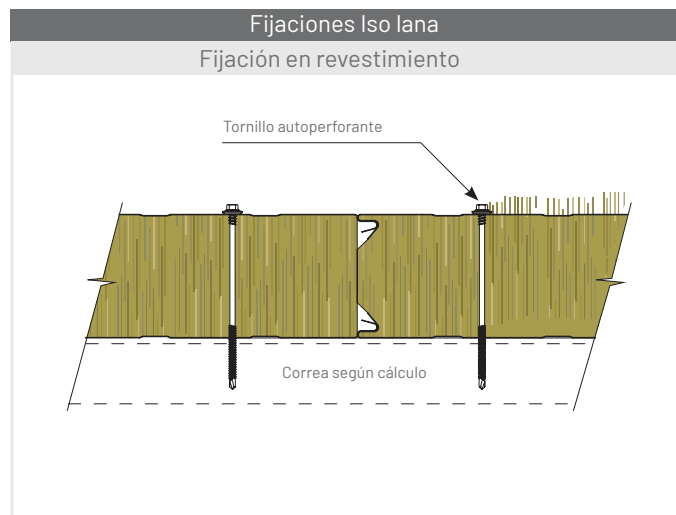 Fijaciones Iso lana
Fijación en revestimiento
Tornillo autoperforante
Correa según cálculo